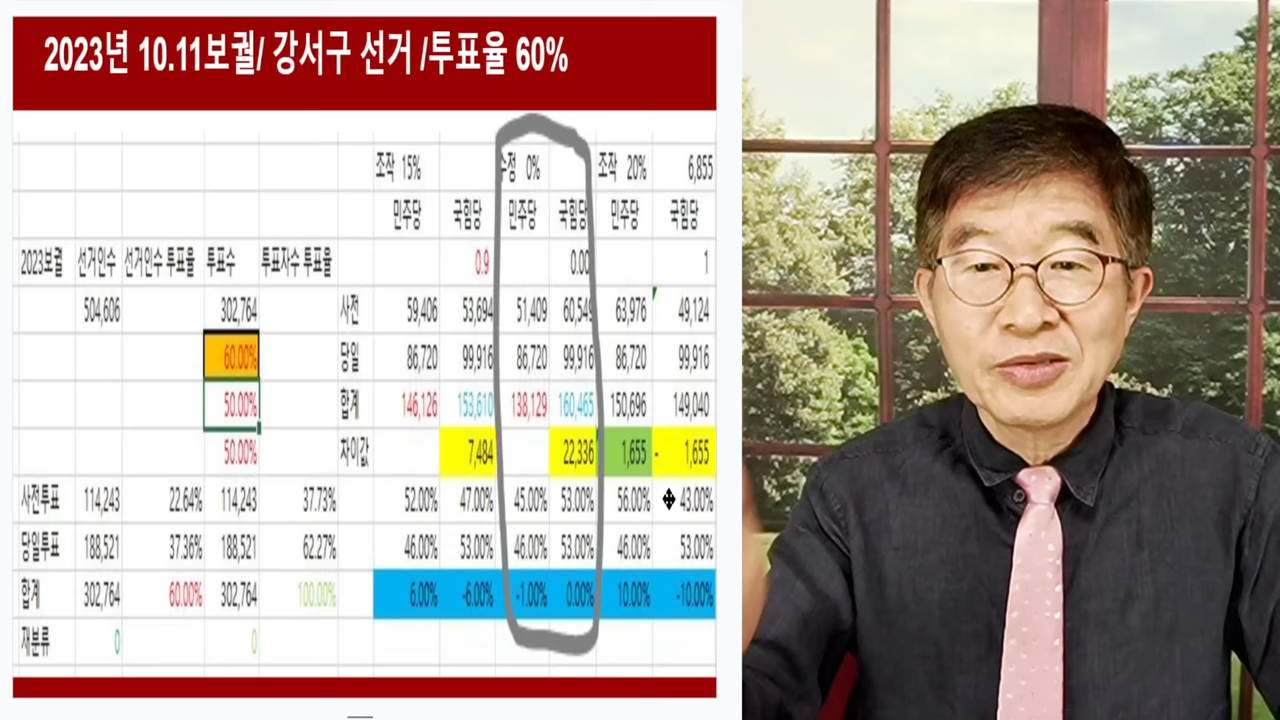 2023년 10.11보궐/ 강서구 선거 /투표율 60%
조작 15% 수정 0% 조작 20% 6,855
민주당 국힘당 민주당 국힘당 민주당 국힘당
2023보궐 선거인수 선거인수 투표율 투표수 투표자수 투표율 0.9 0.00 1
504,606 302,764 사전 59,406 53,694 51,409 60,549 63,976 49,124
60.00% 당일 86,720 99,916 86,720 99,916 86,720 99,916
50.00% 합계 146,126 153,610 138,129 160,465 150,696 149,040
50.00% 차이값 7,484 22,336 1,655 - 1,655
사전투표 114,243 22.64% 114,243 37.73% 52.00% 47.00% 45.00% 53.00% 56.00% 43.00%
당일투표 188,521 37.36% 188,521 62.27% 46.00% 53.00% 46.00% 53.00% 46.00% 53.00%
합계 302,764 60.00% 302,764 100.00% 6.00% -6.00% -1.00% 0.00% 10.00% -10.00%
재분류 0 0